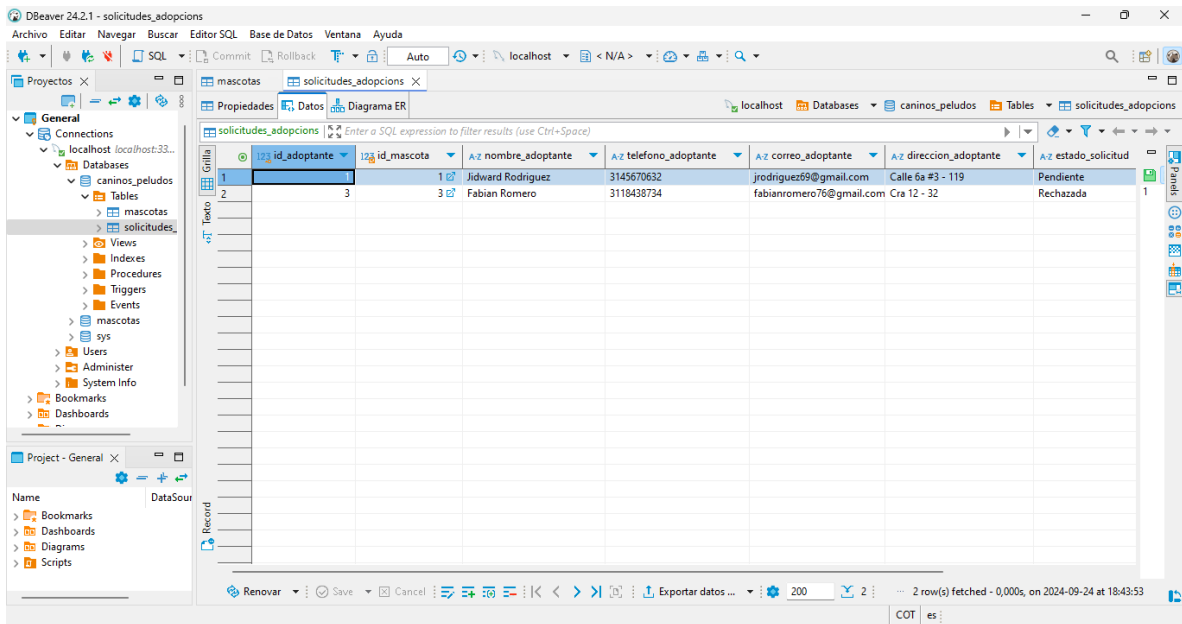 DBeaver 24.2.1 - solicitudes_adopcions
Archivo Editar Navegar Buscar Editor SQL Base de Datos Ventana Ayuda
SQL Commit Rollback Auto localhost < N/A >
Proyectos mascotas solicitudes_adopcions
Propiedades Datos Diagrama ER localhost Databases caninos_peludos Tables solicitudes_adopcions
General
Connections
localhost localhost:33...
Databases
caninos_peludos
Tables
mascotas
solicitudes_
Views
Indexes
Procedures
Triggers
Events
mascotas
sys
Users
Administer
System Info
Bookmarks
Dashboards
solicitudes_adopcions Enter a SQL expression to filter results (use Ctrl+Space)
Grilla
Texto
Record
123 id_adoptante 123 id_mascota A-Z nombre_adoptante A-Z telefono_adoptante A-Z correo_adoptante A-Z direccion_adoptante A-Z estado_solicitud
1 1 1 Jidward Rodriguez 3145670632 jrodriguez69@gmail.com Calle 6a #3 - 119 Pendiente
2 3 3 Fabian Romero 3118438734 fabianromero76@gmail.com Cra 12 - 32 Rechazada
1
Panels
Project - General
Name DataSour
Bookmarks
Dashboards
Diagrams
Scripts
Renovar Save Cancel Exportar datos ... 200 2 ... 2 row(s) fetched - 0,000s, on 2024-09-24 at 18:43:53
COT es